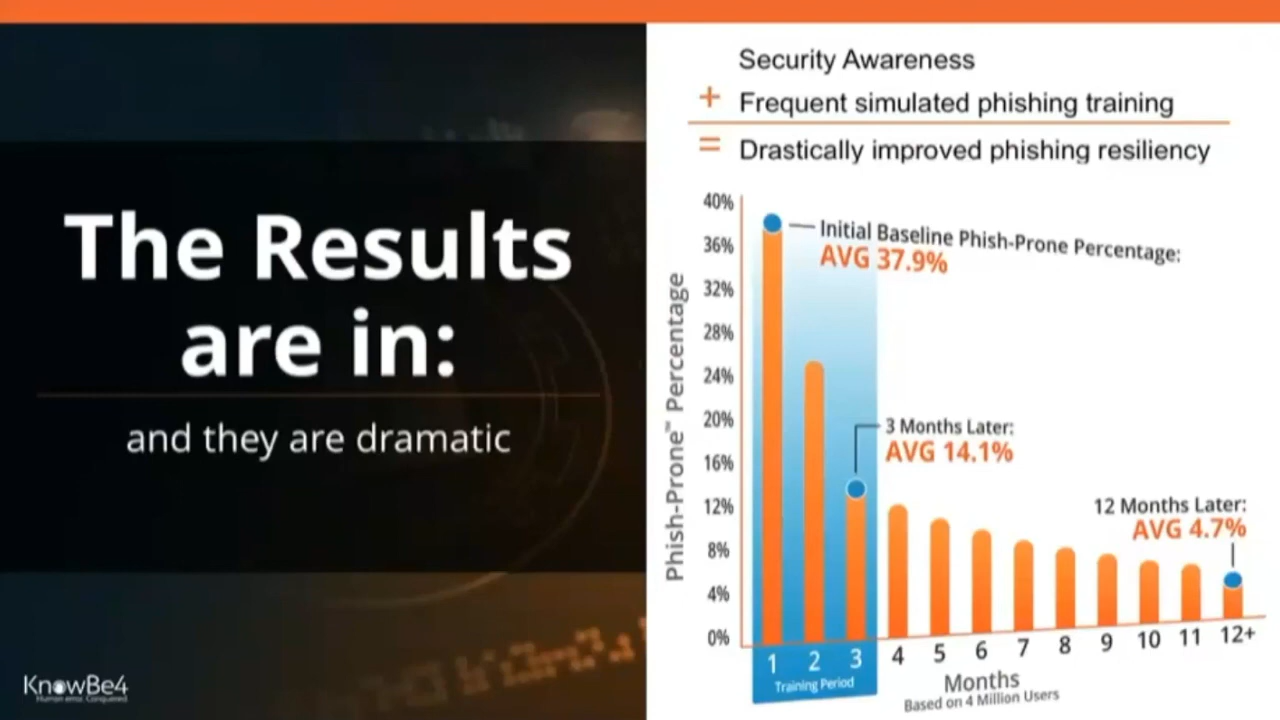 The Results
are in:
and they are dramatic
KnowBe4
Human error. Conquered.
Security Awareness
+ Frequent simulated phishing training
= Drastically improved phishing resiliency
Phish-Prone™ Percentage
40%
36%
32%
28%
24%
20%
16%
12%
8%
4%
0%
Initial Baseline Phish-Prone Percentage:
AVG 37.9%
3 Months Later:
AVG 14.1%
12 Months Later:
AVG 4.7%
1 2 3 4 5 6 7 8 9 10 11 12+
Training Period
Months
Based on 4 Million Users